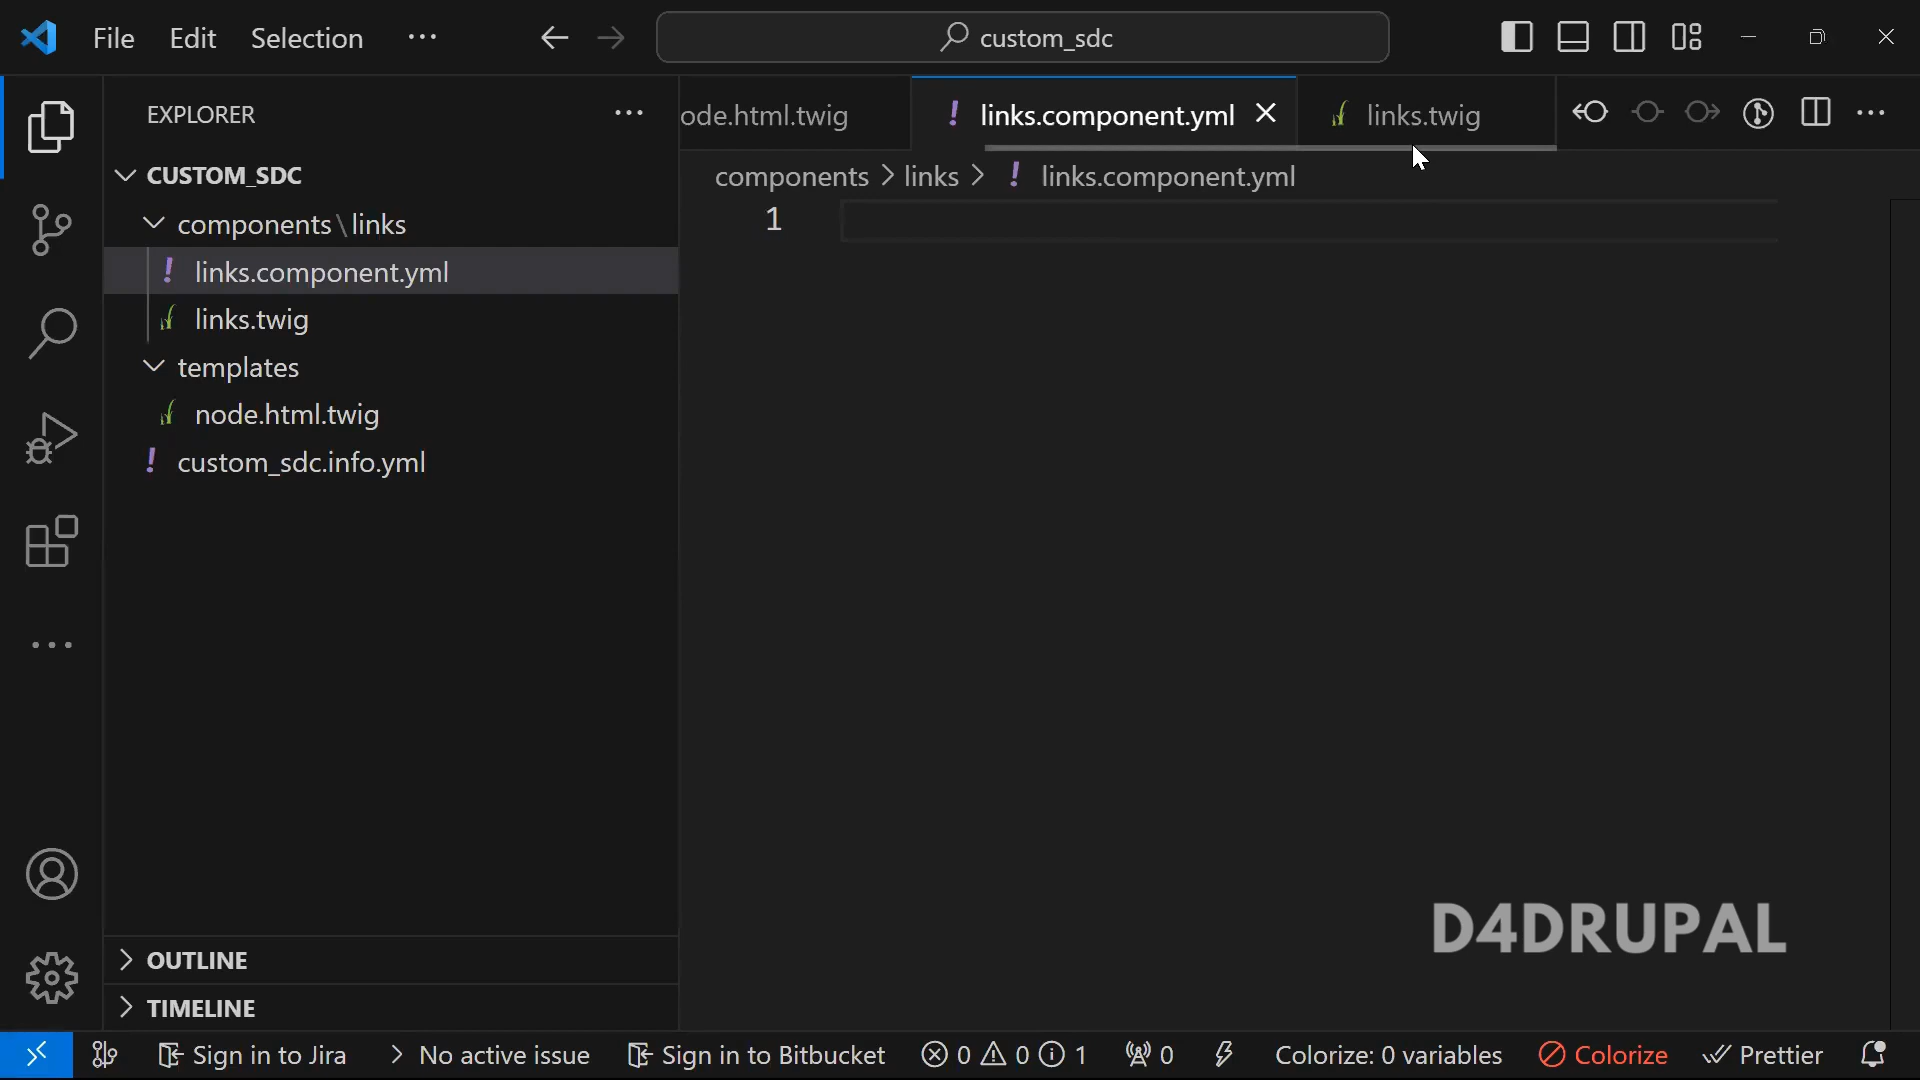 File Edit Selection ···
custom_sdc
EXPLORER ···
CUSTOM_SDC
components\links
! links.component.yml
links.twig
templates
node.html.twig
! custom_sdc.info.yml
OUTLINE
TIMELINE
ode.html.twig
! links.component.yml
links.twig
components > links > ! links.component.yml
1
D4DRUPAL
Sign in to Jira > No active issue Sign in to Bitbucket 0 0 1 0 Colorize: 0 variables Colorize Prettier